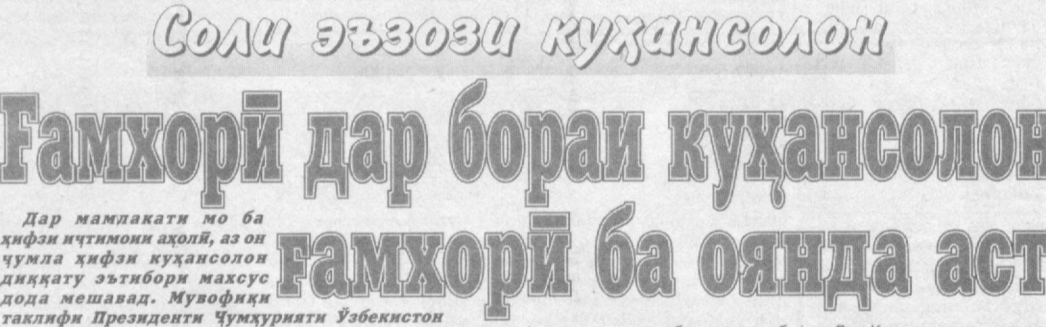 Соли эъзози куҳансолон
Ғамхорӣ дар бораи куҳансолон
ғамхорӣ ба оянда аст
Дар мамлакати мо ба
ҳифзи иҷтимоии аҳолӣ, аз он
ҷумла ҳифзи куҳансолон
диққату эътибори махсус
дода мешавад. Мувофиқи
таклифи Президенти Ҷумҳурияти Ӯзбекистон